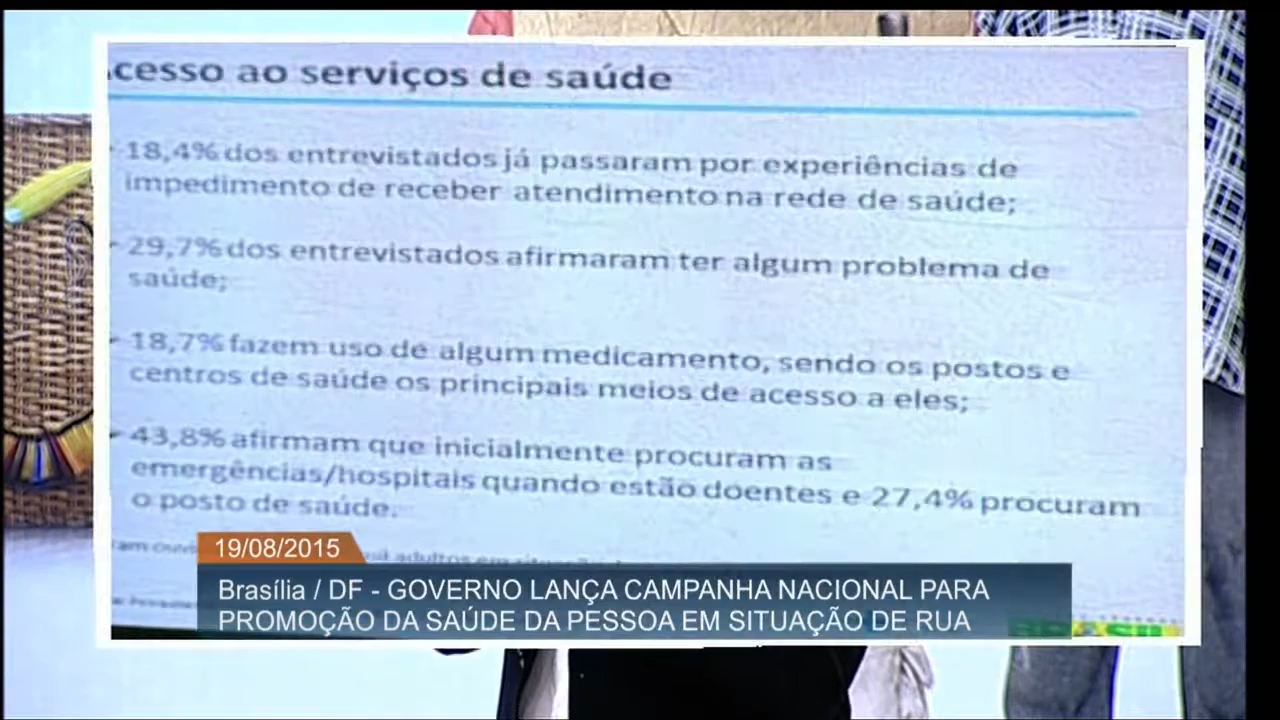 cesso ao serviços de saúde
18,4% dos entrevistados já passaram por experiências de
impedimento de receber atendimento na rede de saúde;
29,7% dos entrevistados afirmaram ter algum problema de
saúde;
18,7% fazem uso de algum medicamento, sendo os postos e
centros de saúde os principais meios de acesso a eles;
43,8% afirmam que inicialmente procuram as
emergências/hospitais quando estão doentes e 27,4% procuram
o posto de saúde.
adultos em
19/08/2015
Brasília / DF - GOVERNO LANÇA CAMPANHA NACIONAL PARA
PROMOÇÃO DA SAÚDE DA PESSOA EM SITUAÇÃO DE RUA
BRASIL